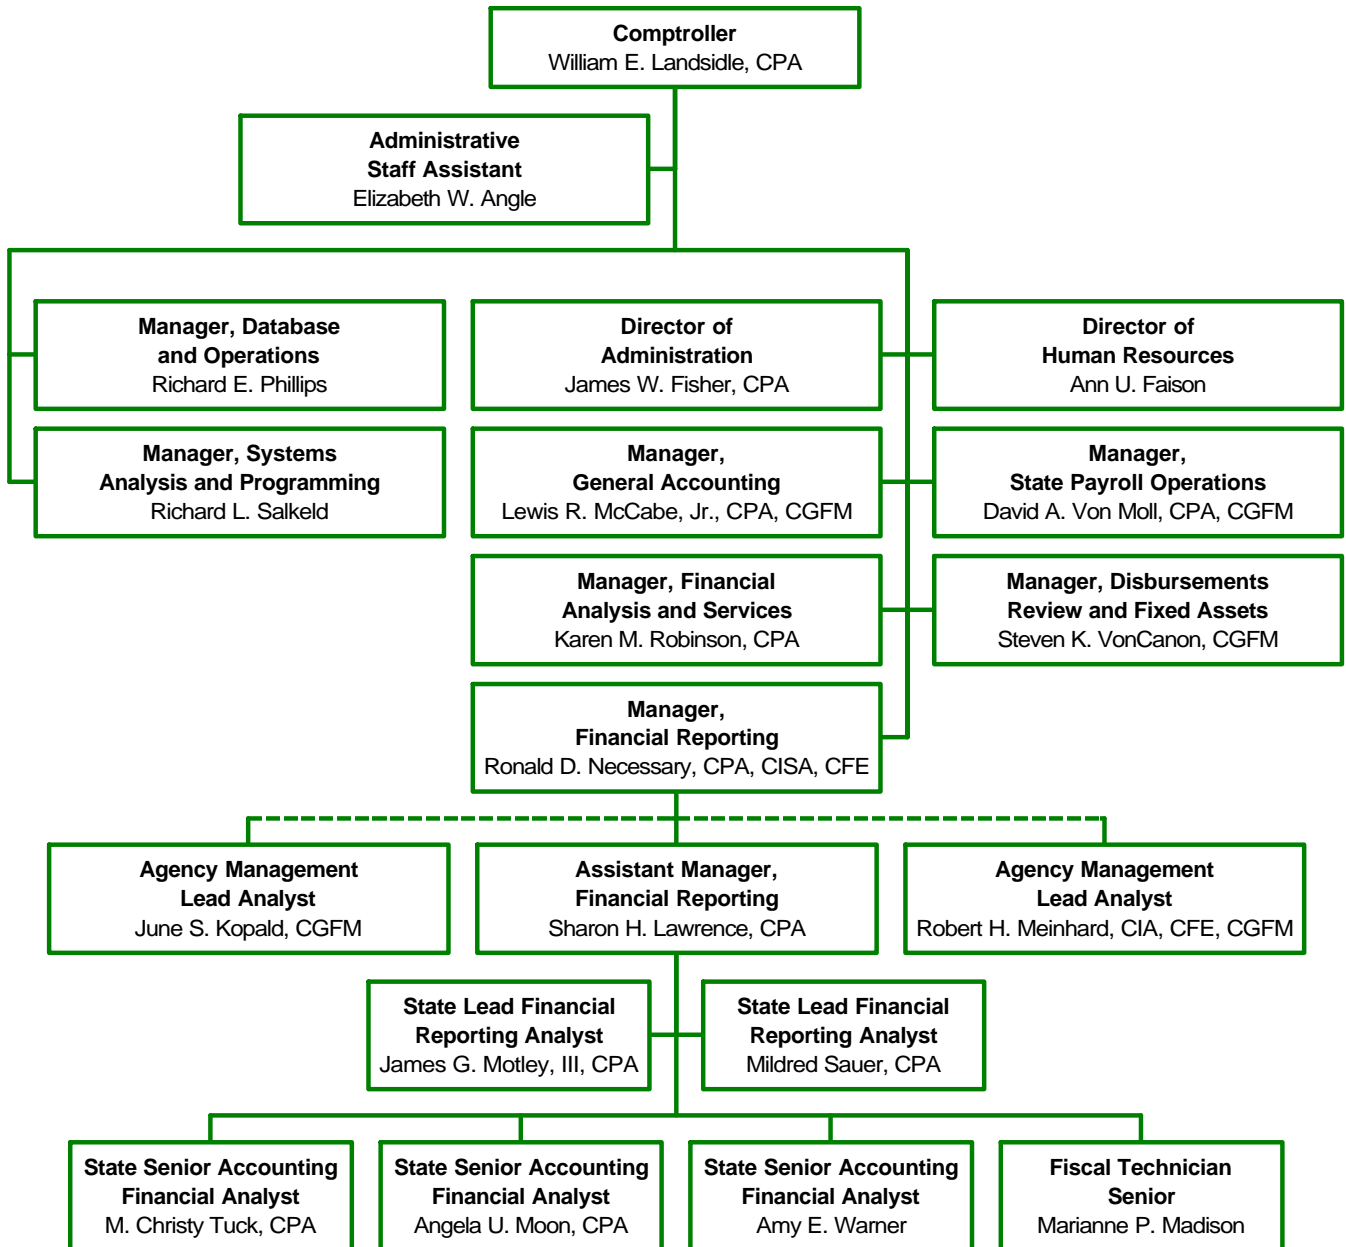 Comptroller
William E. Landsidle, CPA
Administrative
Staff Assistant
Elizabeth W. Angle
Manager, Database
and Operations
Richard E. Phillips
Director of
Administration
James W. Fisher, CPA
Director of
Human Resources
Ann U. Faison
Manager, Systems
Analysis and Programming
Richard L. Salkeld
Manager,
General Accounting
Lewis R. McCabe, Jr., CPA, CGFM
Manager,
State Payroll Operations
David A. Von Moll, CPA, CGFM
Manager, Financial
Analysis and Services
Karen M. Robinson, CPA
Manager, Disbursements
Review and Fixed Assets
Steven K. VonCanon, CGFM
Manager,
Financial Reporting
Ronald D. Necessary, CPA, CISA, CFE
Agency Management
Lead Analyst
June S. Kopald, CGFM
Assistant Manager,
Financial Reporting
Sharon H. Lawrence, CPA
Agency Management
Lead Analyst
Robert H. Meinhard, CIA, CFE, CGFM
State Lead Financial
Reporting Analyst
James G. Motley, III, CPA
State Lead Financial
Reporting Analyst
Mildred Sauer, CPA
State Senior Accounting
Financial Analyst
M. Christy Tuck, CPA
State Senior Accounting
Financial Analyst
Angela U. Moon, CPA
State Senior Accounting
Financial Analyst
Amy E. Warner
Fiscal Technician
Senior
Marianne P. Madison